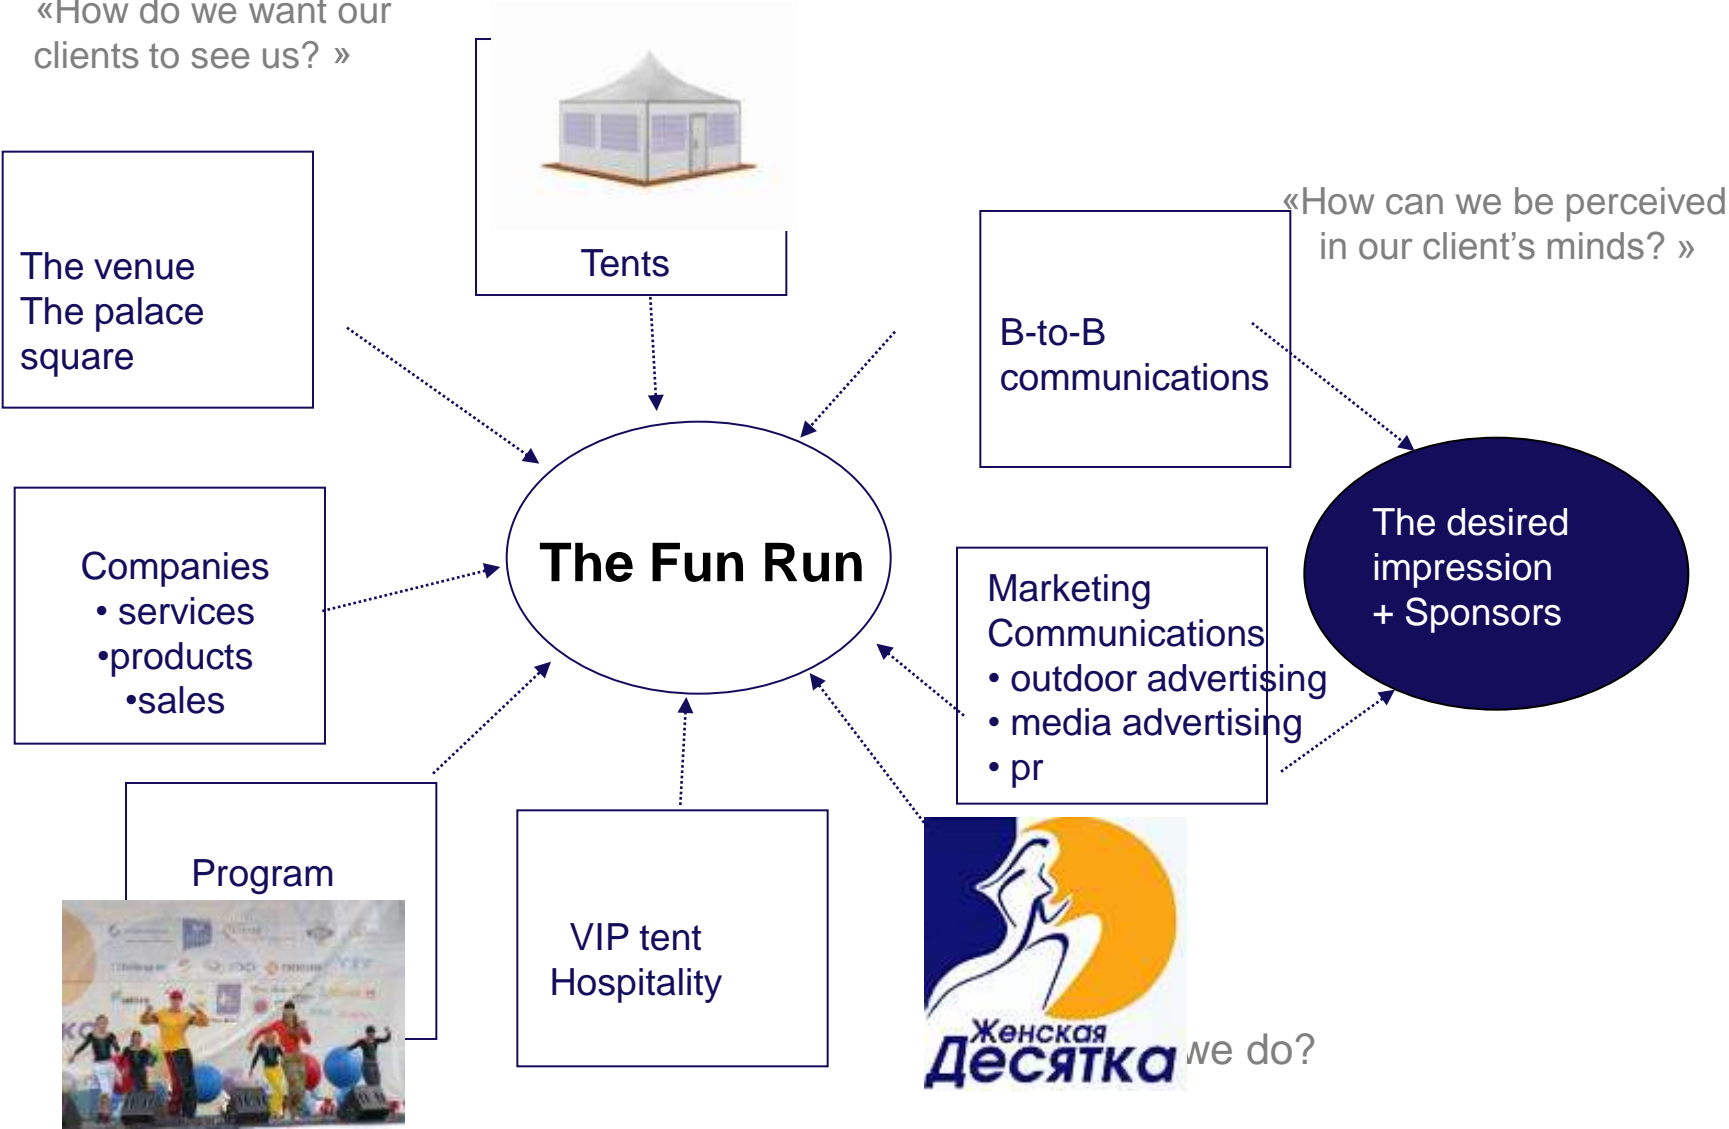 «How do we want our
clients to see us? »
Tents
«How can we be perceived
in our client’s minds? »
The venue
The palace
square
B-to-B
communications
Companies
• services
•products
•sales
The Fun Run
Marketing
Communications
• outdoor advertising
• media advertising
• pr
The desired
impression
+ Sponsors
Program
VIP tent
Hospitality
Женская
Десятка
we do?